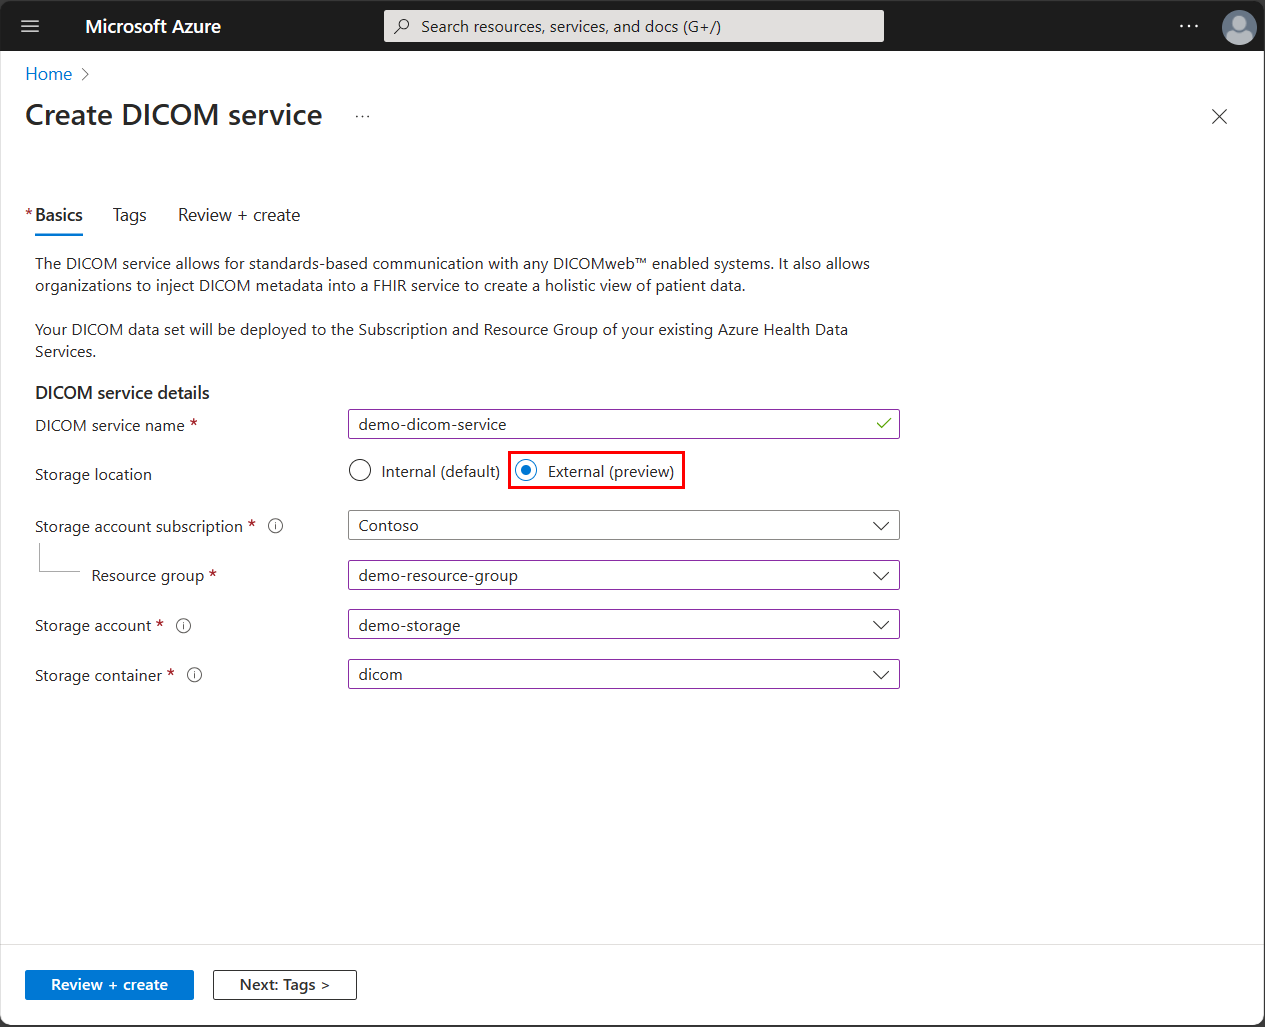 Microsoft Azure
Search resources, services, and docs (G+/)
...
Home >
Create DICOM service ...
* Basics Tags Review + create
The DICOM service allows for standards-based communication with any DICOMweb™ enabled systems. It also allows
organizations to inject DICOM metadata into a FHIR service to create a holistic view of patient data.
Your DICOM data set will be deployed to the Subscription and Resource Group of your existing Azure Health Data
Services.
DICOM service details
DICOM service name * demo-dicom-service
Storage location Internal (default) External (preview)
Storage account subscription * Contoso
Resource group * demo-resource-group
Storage account * demo-storage
Storage container * dicom
Review + create Next: Tags >